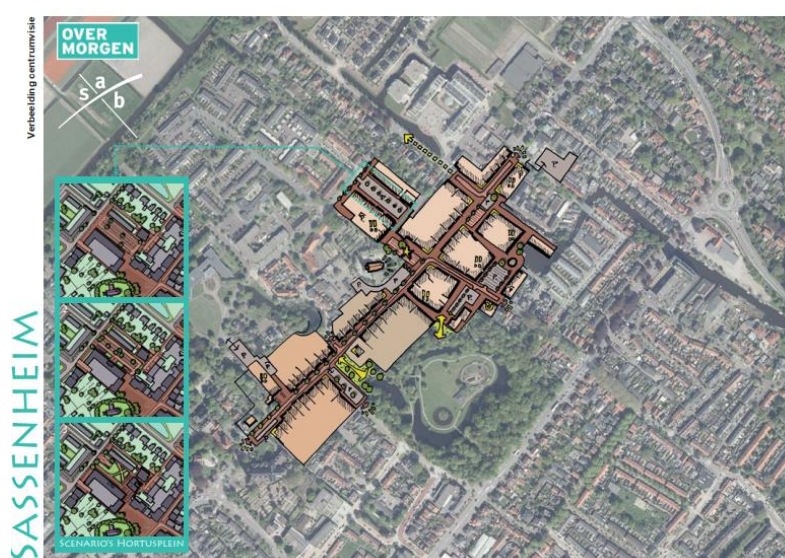 Verbeelding centrumvisie
OVER
MORGEN
s a b
SASSENHEIM
SCENARIO'S HORTUSPLEIN